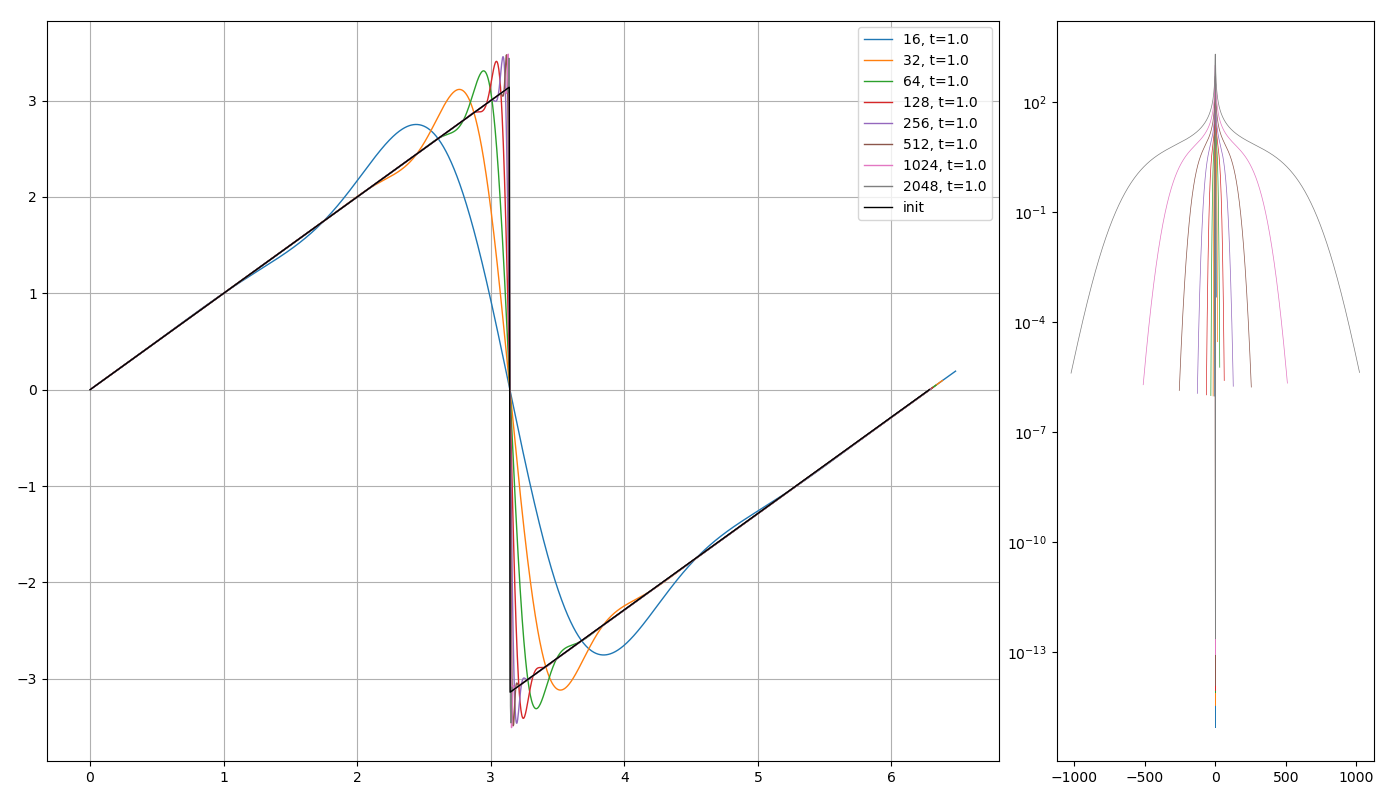 16, t=1.0
32, t=1.0
64, t=1.0
128, t=1.0
256, t=1.0
512, t=1.0
1024, t=1.0
2048, t=1.0
init
3
2
1
0
−1
−2
−3
0 1 2 3 4 5 6
10²
10⁻¹
10⁻⁴
10⁻⁷
10⁻¹⁰
10⁻¹³
−1000 −500 0 500 1000